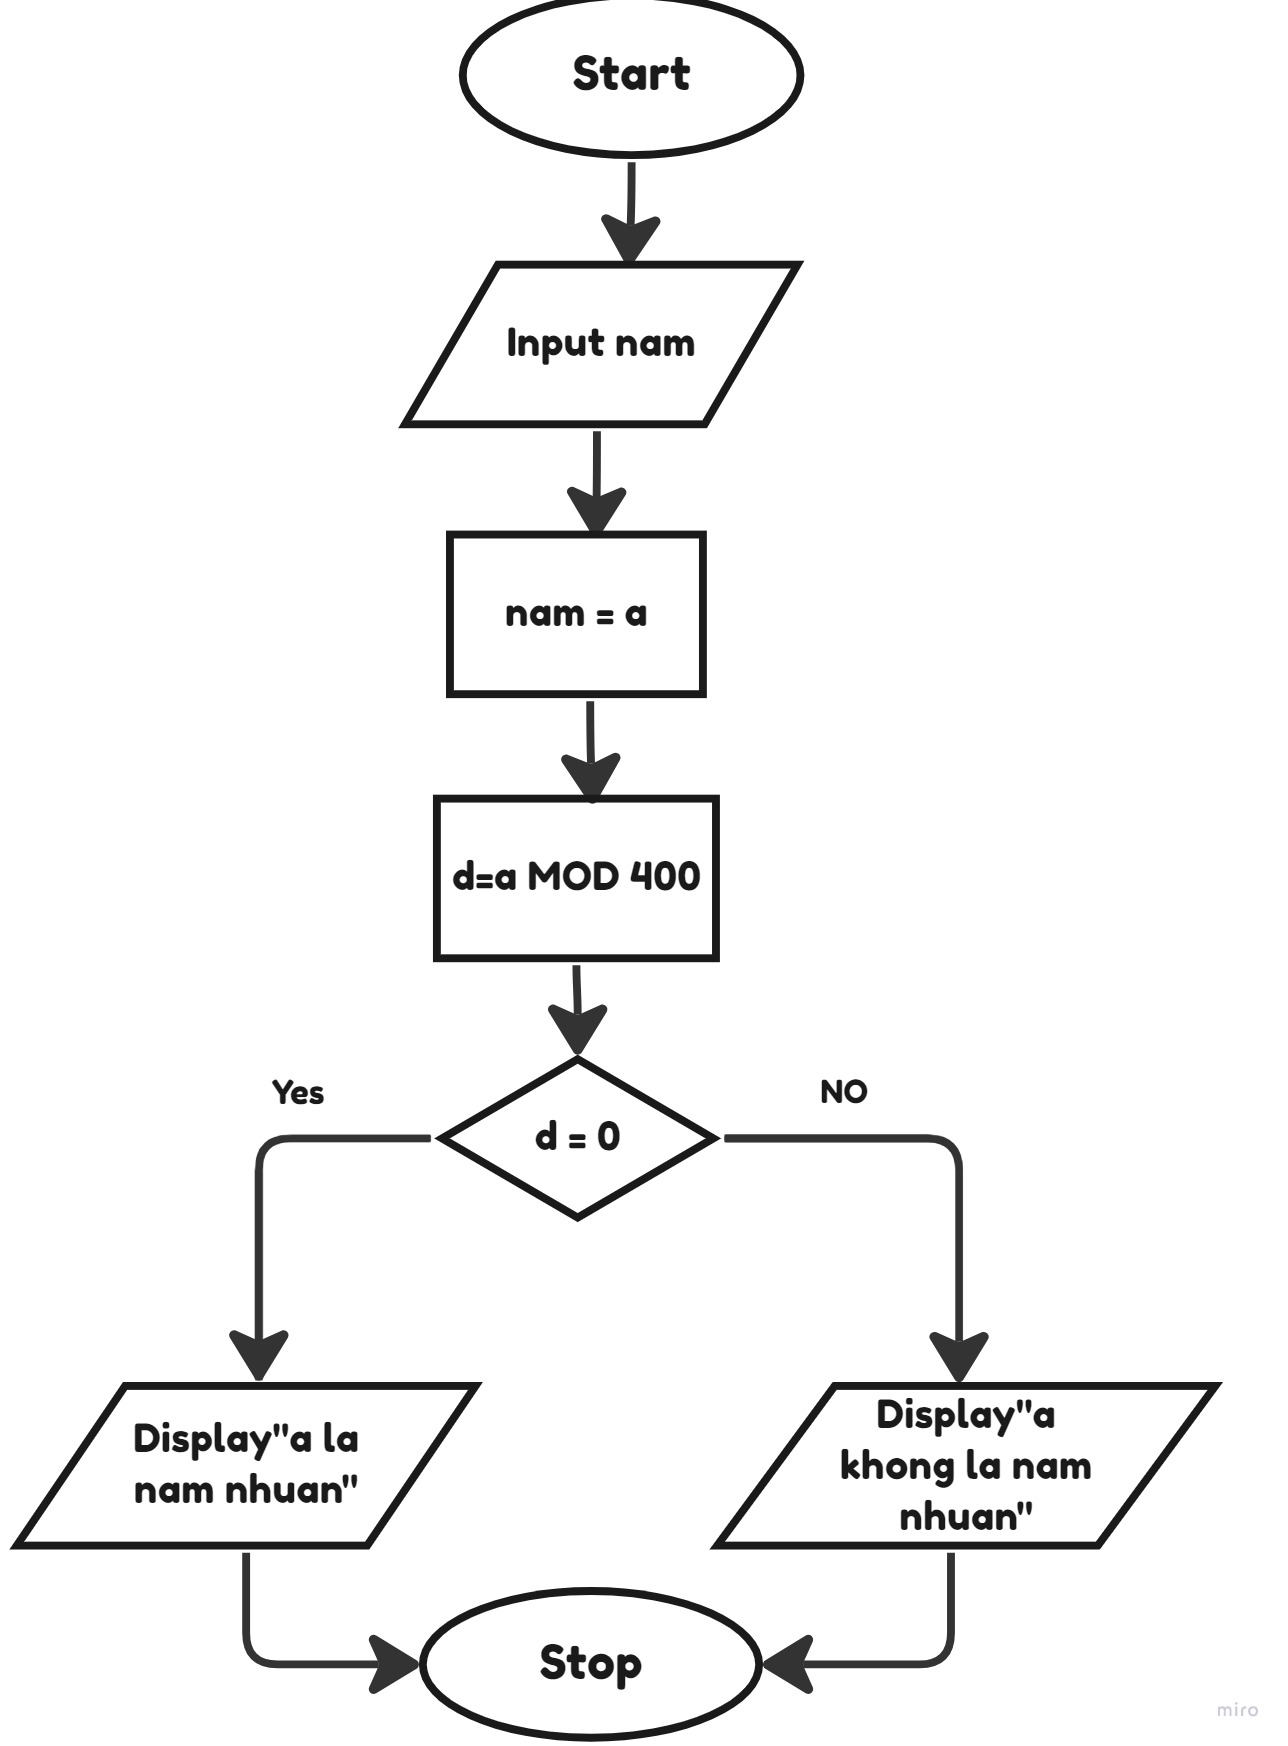 Start
Input nam
nam = a
d=a MOD 400
Yes
d = 0
NO
Display"a la
nam nhuan"
Display"a
khong la nam
nhuan"
Stop
miro